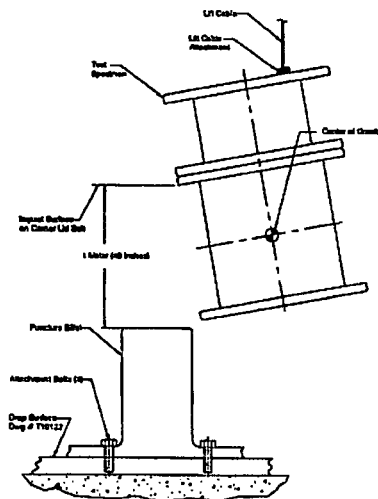 Lift Cable
Lift Cable
Attachment
Test
Specimen
Center of Gravity
Impact Surface
on Center Lid Bolt
1 Meter (40 inches)
Puncture Billet
Attachment Bolts
Drop Surface
Dwg #